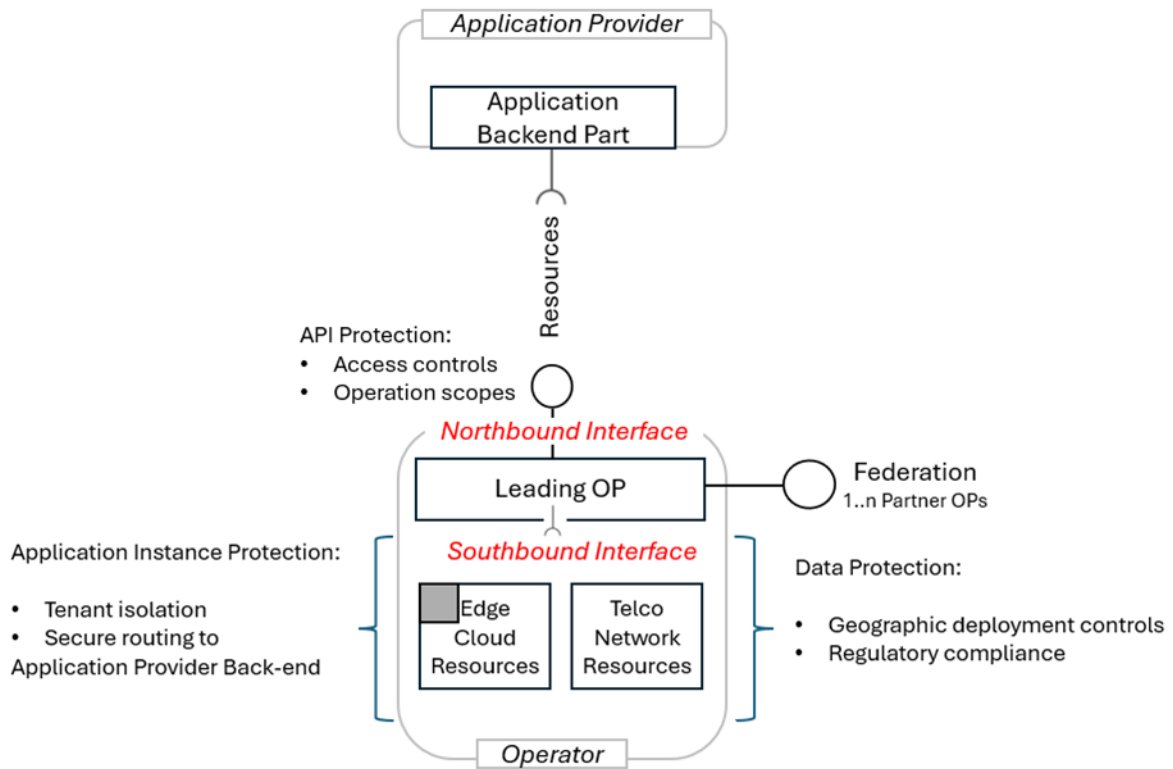 Application Provider
Application
Backend Part
Resources
API Protection:
• Access controls
• Operation scopes
Northbound Interface
Leading OP
Federation
1..n Partner OPs
Southbound Interface
Application Instance Protection:
• Tenant isolation
• Secure routing to
Application Provider Back-end
Edge
Cloud
Resources
Telco
Network
Resources
Data Protection:
• Geographic deployment controls
• Regulatory compliance
Operator